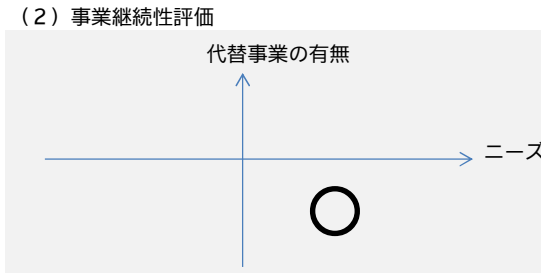 （２）事業継続性評価
代替事業の有無
ニーズ